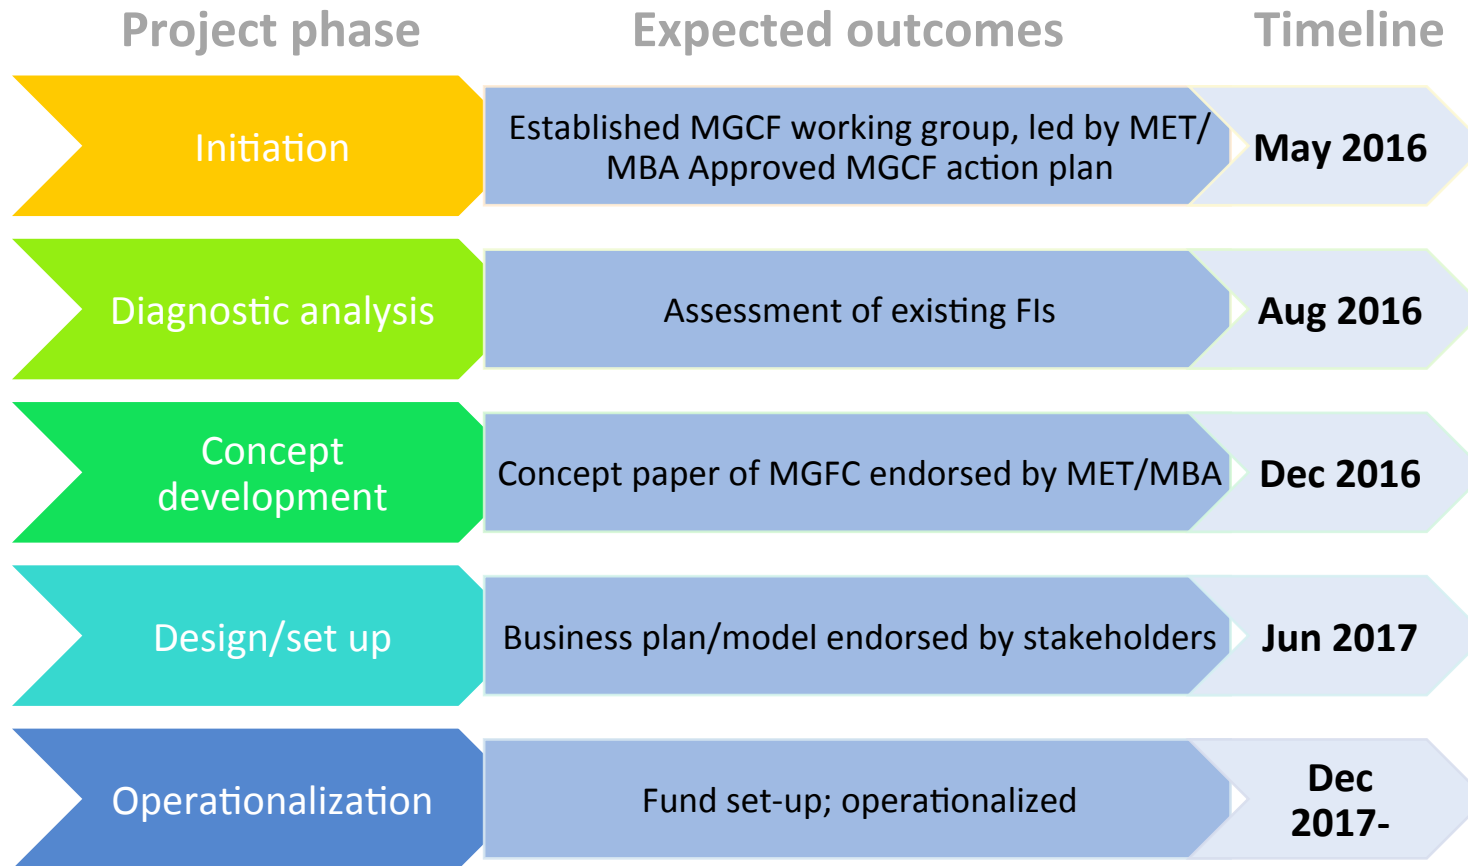 Project phase Expected outcomes Timeline
Initiation
Established MGCF working group, led by MET/
MBA Approved MGCF action plan
May 2016
Diagnostic analysis
Assessment of existing FIs
Aug 2016
Concept
development
Concept paper of MGFC endorsed by MET/MBA
Dec 2016
Design/set up
Business plan/model endorsed by stakeholders
Jun 2017
Operationalization
Fund set-up; operationalized
Dec
2017-